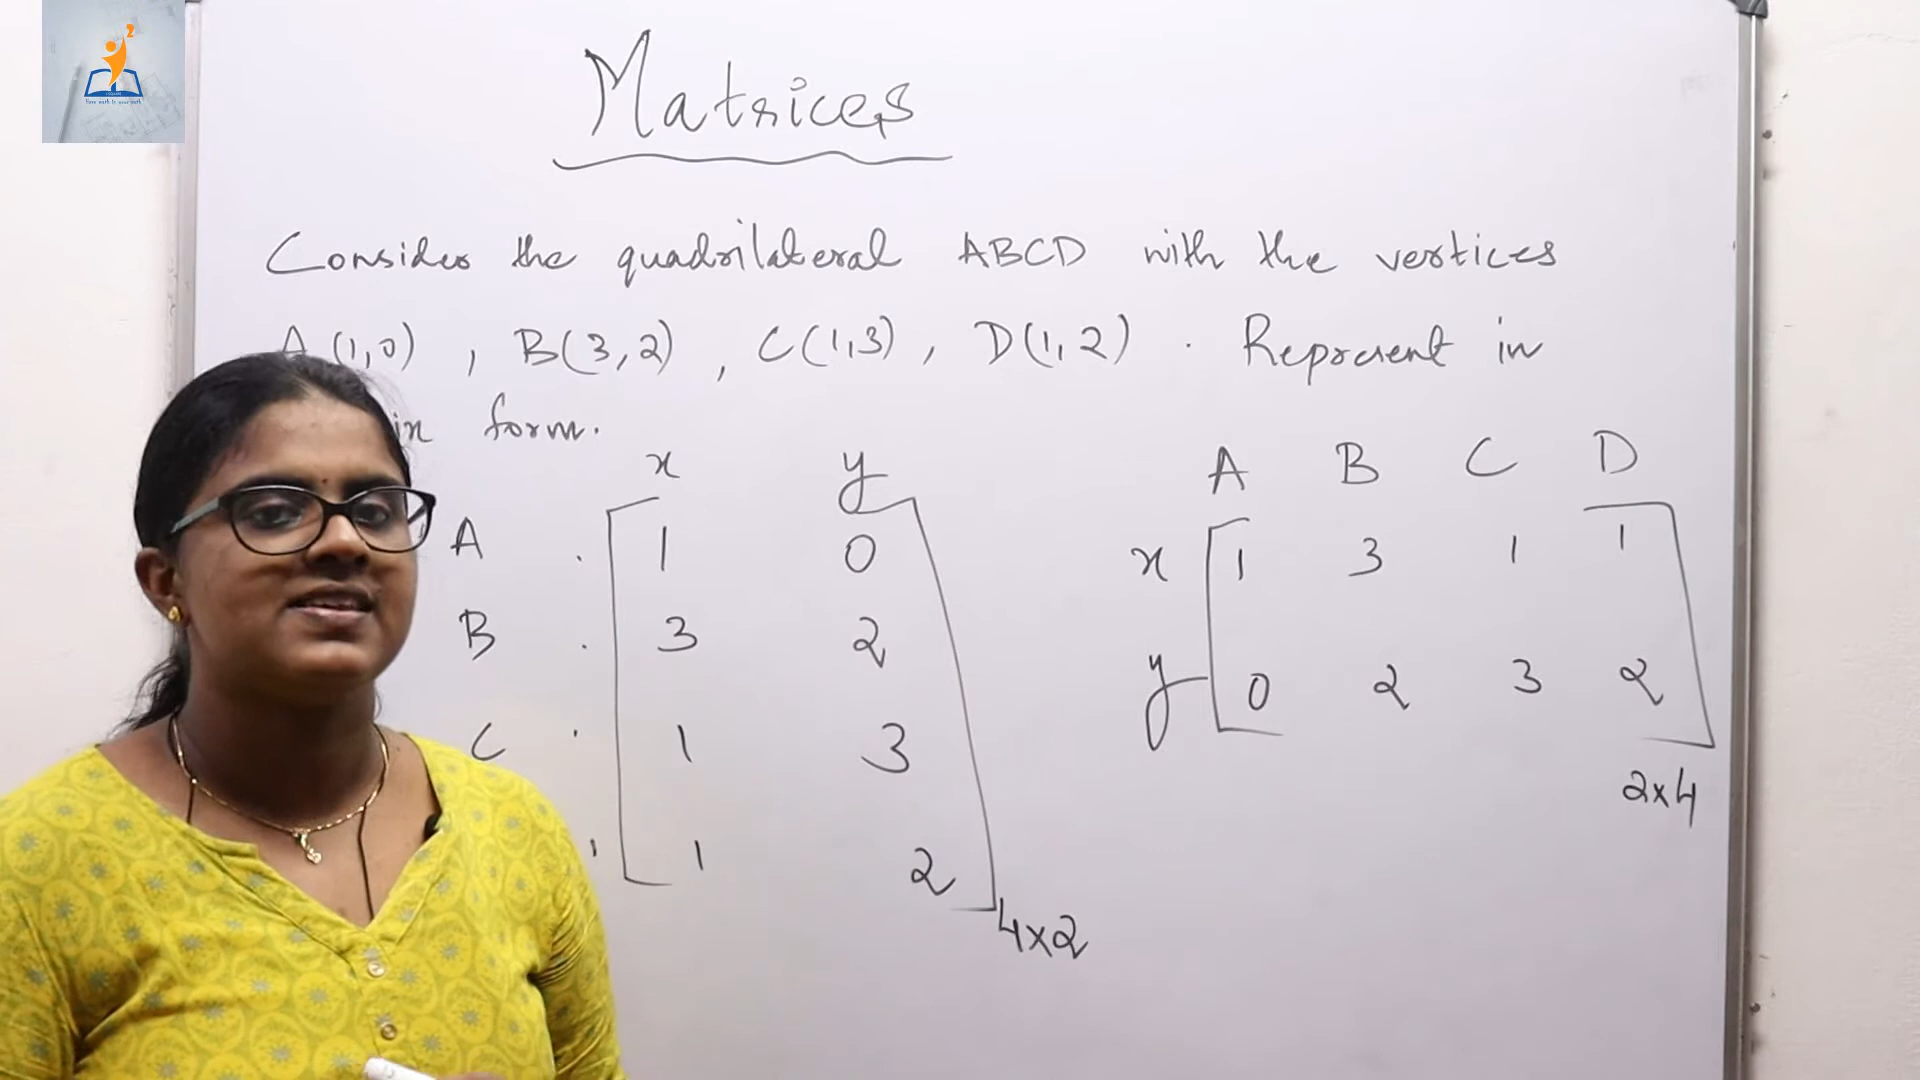 Matrices
Consider the quadrilateral ABCD with the vertices
A (1,0) , B(3,2) , C(1,3) , D(1,2) . Represent in
form.
x y
A 1 0
B 3 2
C 1 3
1 2
4x2
A B C D
x 1 3 1 1
y 0 2 3 2
2x4